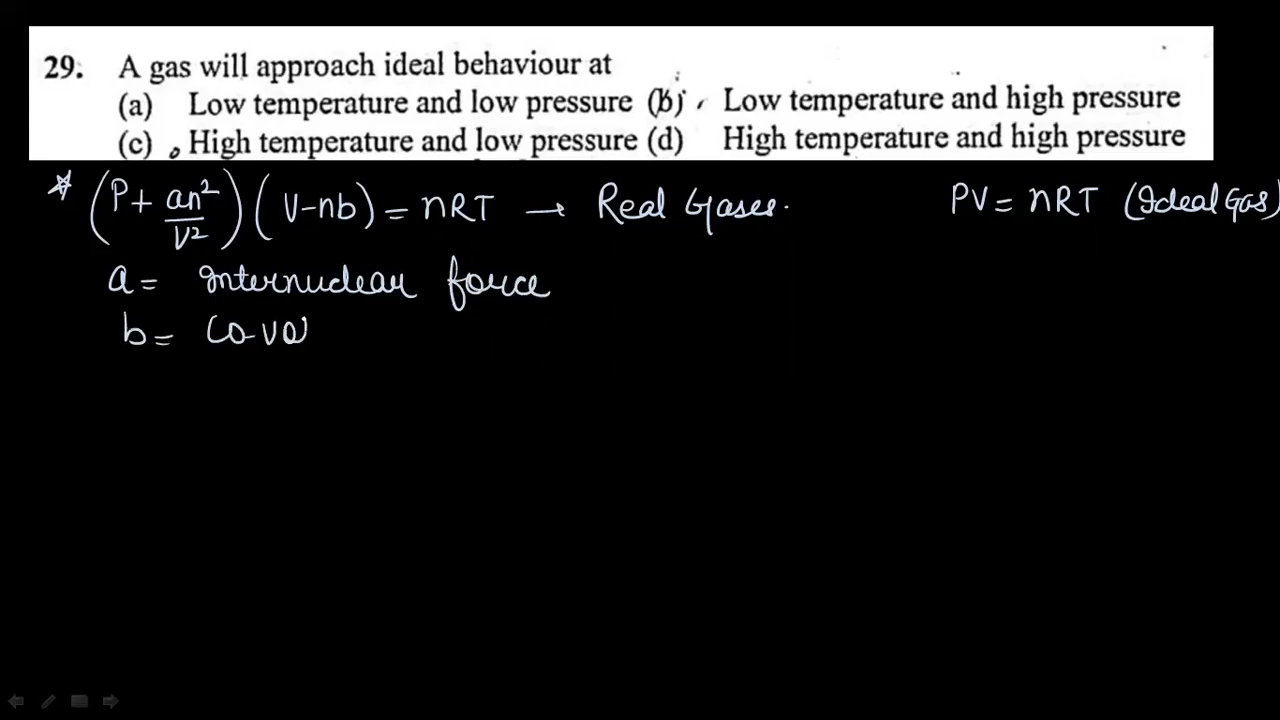 29. A gas will approach ideal behaviour at
(a) Low temperature and low pressure (b) Low temperature and high pressure
(c) High temperature and low pressure (d) High temperature and high pressure
(P + an²/V²) (V-nb) = nRT → Real Gases. PV = nRT (Ideal Gas)
a = Internuclear force
b = Co-vo